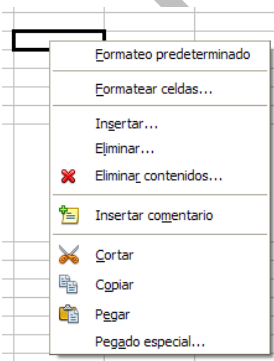 Formateo predeterminado
Formatear celdas...
Insertar...
Eliminar...
Eliminar contenidos...
Insertar comentario
Cortar
Copiar
Pegar
Pegado especial...